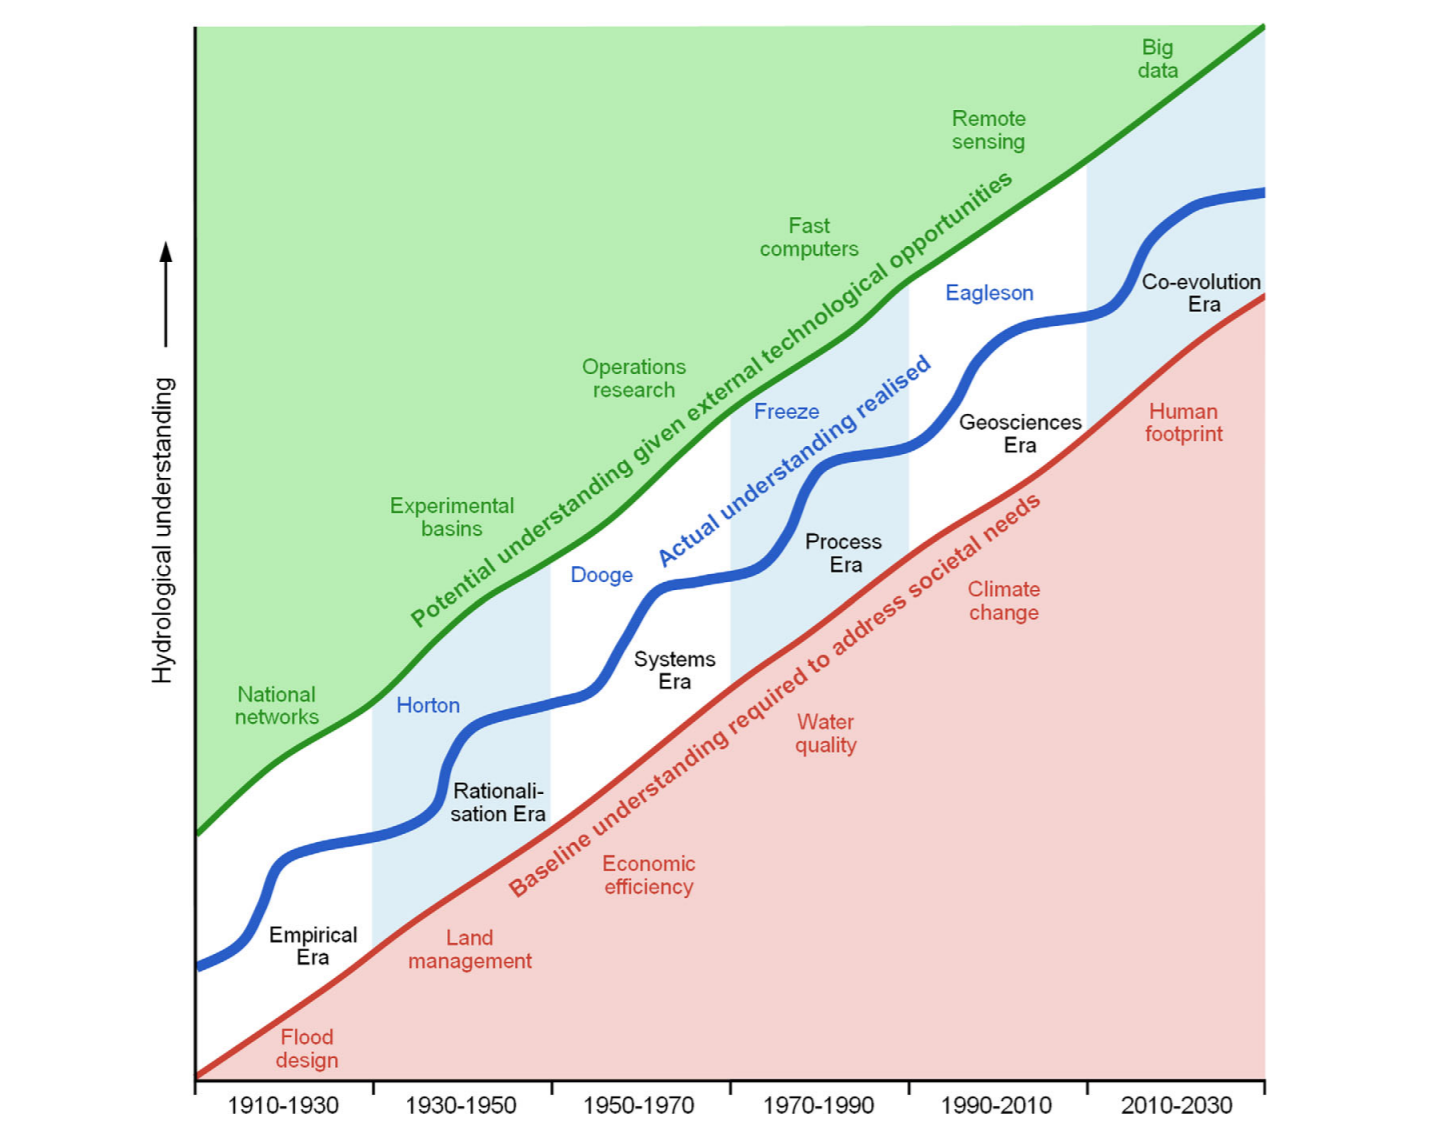 Big
data
Remote
sensing
Fast
computers
Operations
research
Experimental
basins
National
networks
Potential understanding given external technological opportunities
Eagleson
Freeze
Dooge
Horton
Actual understanding realised
Co-evolution
Era
Geosciences
Era
Process
Era
Systems
Era
Rationali-
sation Era
Empirical
Era
Baseline understanding required to address societal needs
Human
footprint
Climate
change
Water
quality
Economic
efficiency
Land
management
Flood
design
Hydrological understanding
1910-1930
1930-1950
1950-1970
1970-1990
1990-2010
2010-2030